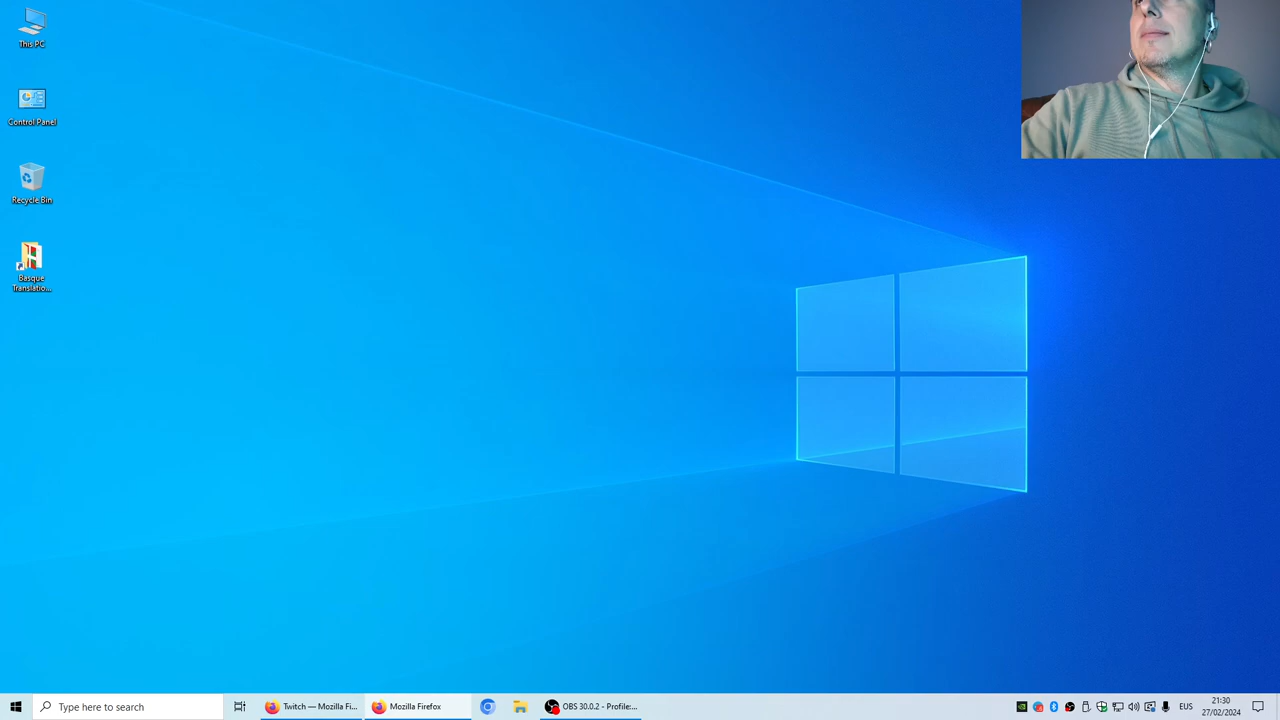 This PC
Control Panel
Recycle Bin
Basque
Translatio...
Type here to search
Twitch — Mozilla Fi...
Mozilla Firefox
OBS 30.0.2 - Profile:...
EUS
21:30
27/02/2024